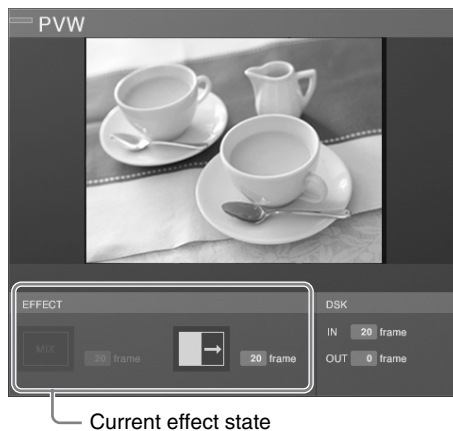 PVW
EFFECT
DSK
MIX
20 frame
20 frame
IN 20 frame
OUT 0 frame
Current effect state